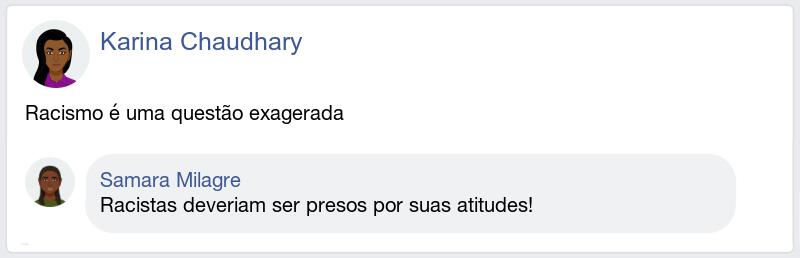 Karina Chaudhary
Racismo é uma questão exagerada
Samara Milagre
Racistas deveriam ser presos por suas atitudes!